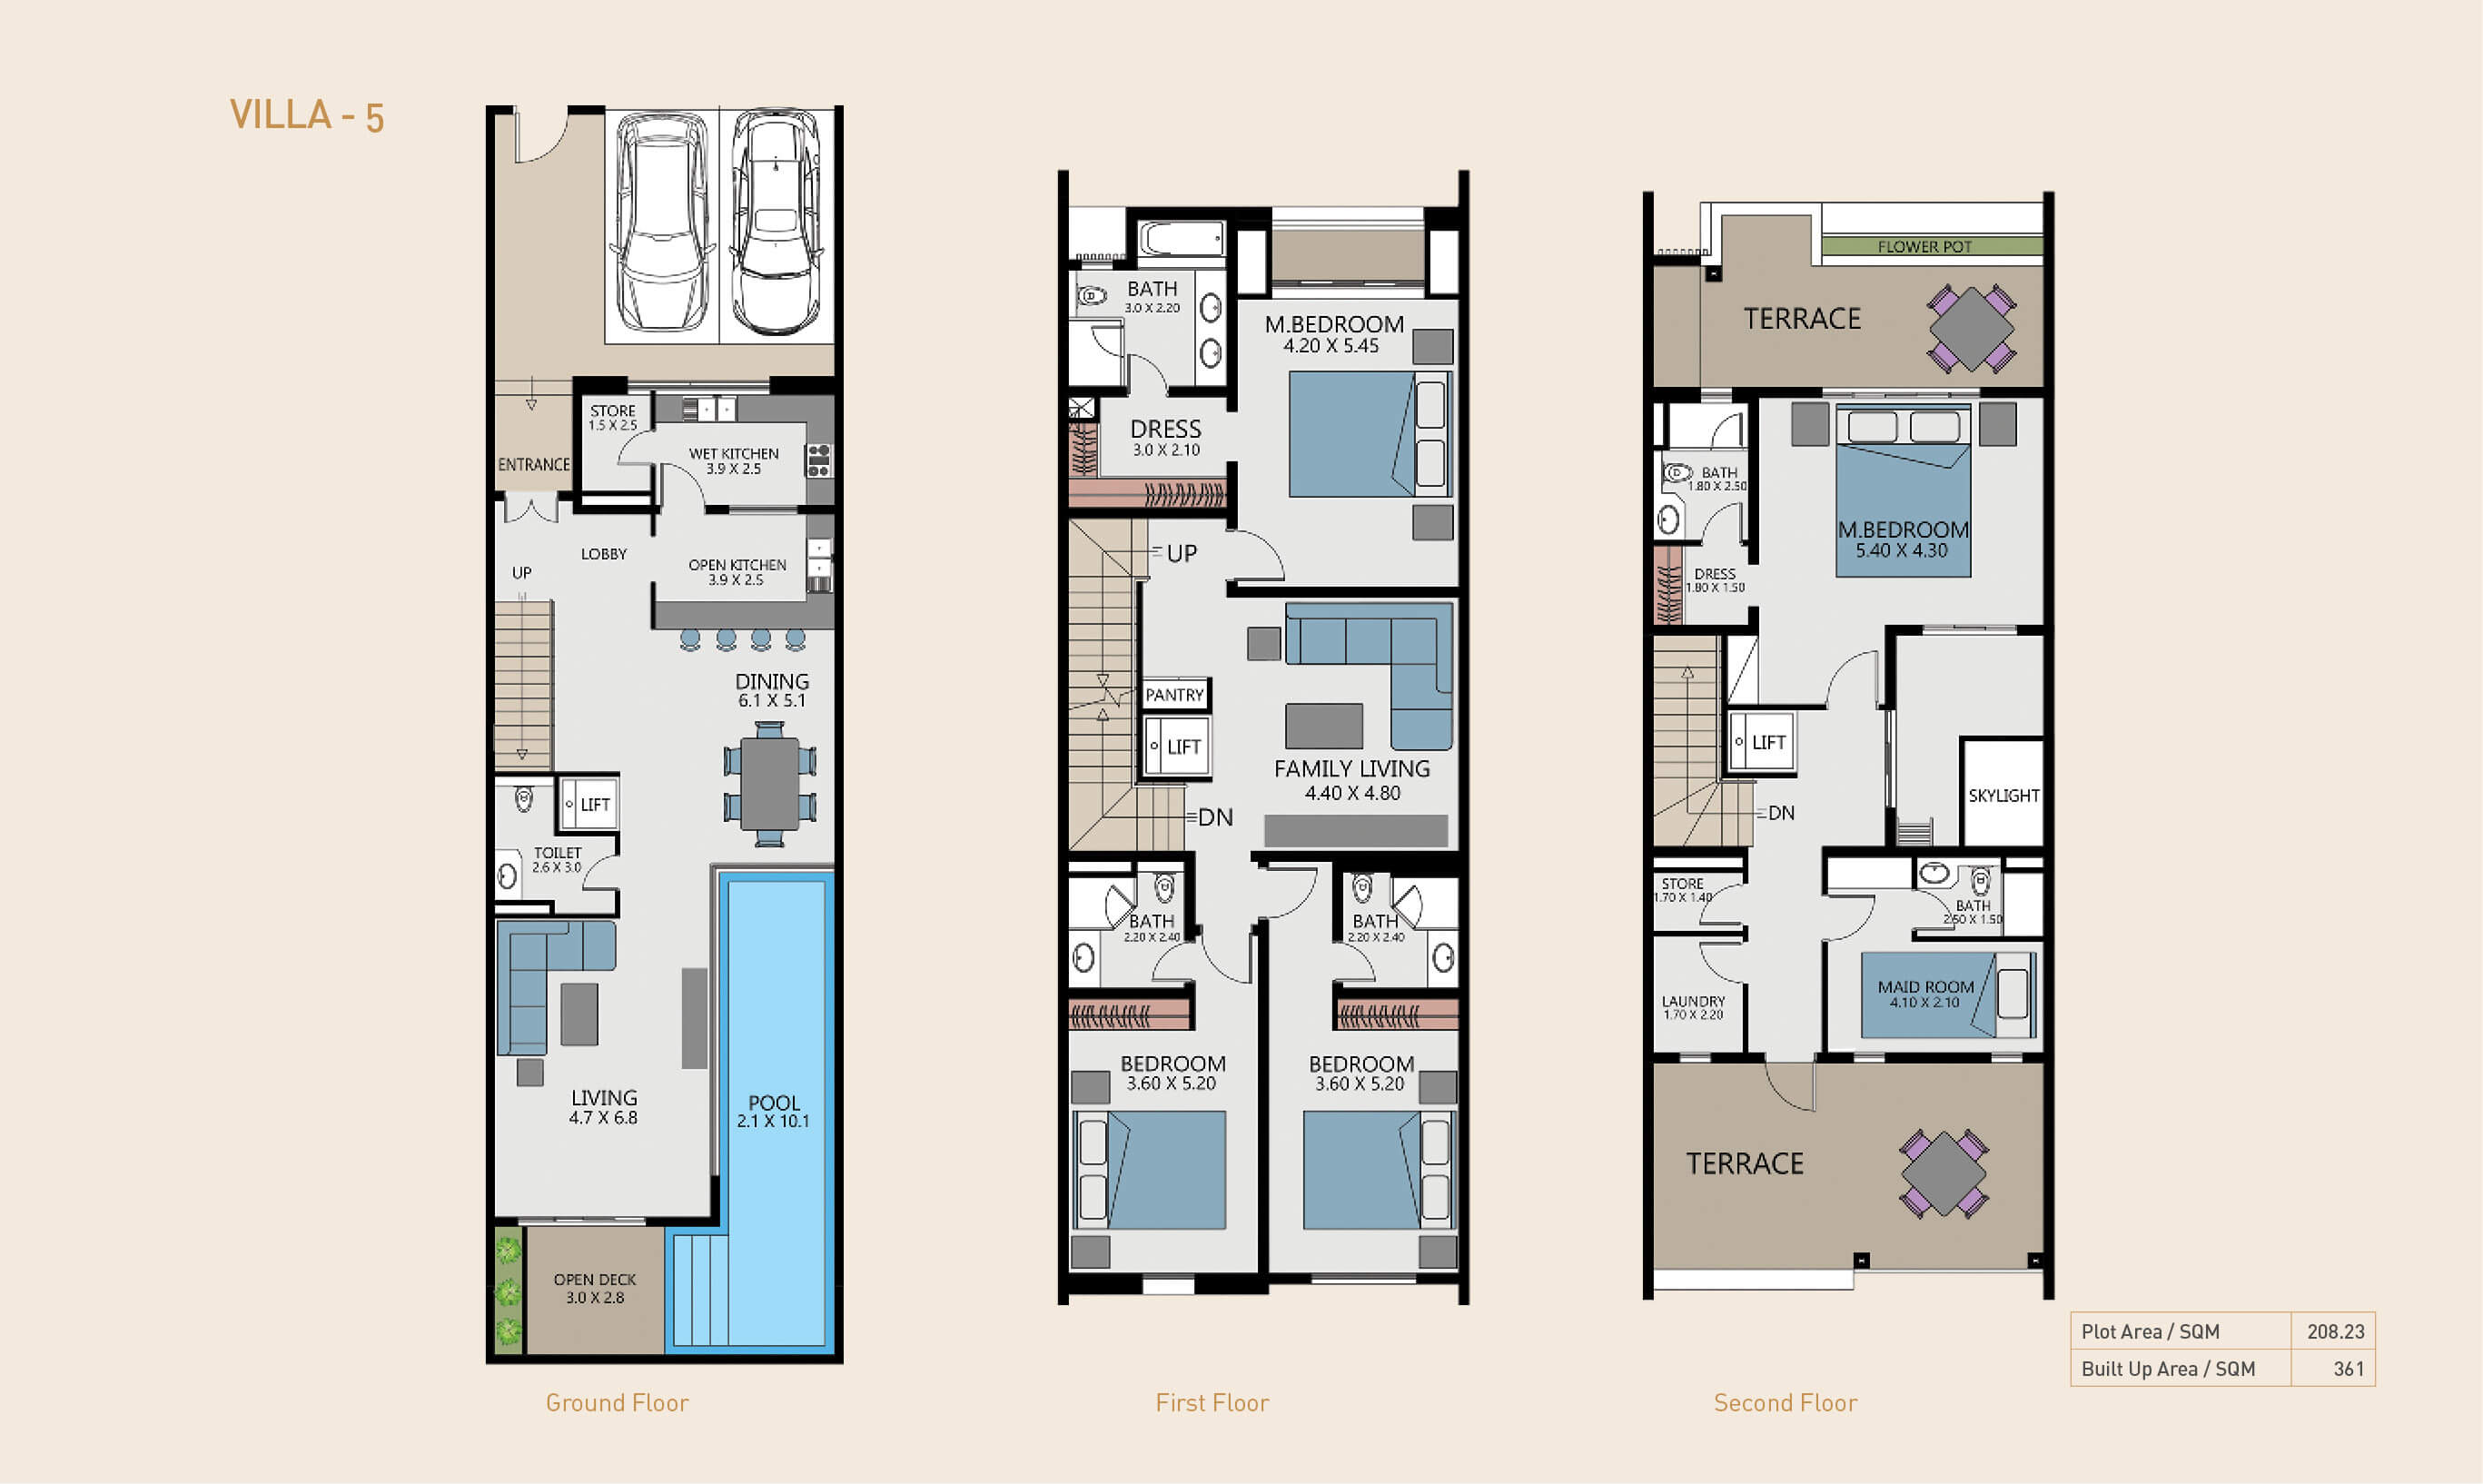 VILLA - 5
STORE
1.5 X 2.5
WET KITCHEN
3.9 X 2.5
ENTRANCE
LOBBY
OPEN KITCHEN
3.9 X 2.5
UP
DINING
6.1 X 5.1
LIFT
TOILET
2.6 X 3.0
LIVING
4.7 X 6.8
POOL
2.1 X 10.1
OPEN DECK
3.0 X 2.8
Ground Floor
BATH
3.0 X 2.20
M.BEDROOM
4.20 X 5.45
DRESS
3.0 X 2.10
UP
PANTRY
LIFT
FAMILY LIVING
4.40 X 4.80
DN
BATH
2.20 X 2.40
BATH
2.20 X 2.40
BEDROOM
3.60 X 5.20
BEDROOM
3.60 X 5.20
First Floor
FLOWER POT
TERRACE
BATH
1.80 X 2.50
M.BEDROOM
5.40 X 4.30
DRESS
1.80 X 1.50
LIFT
SKYLIGHT
DN
STORE
1.70 X 1.40
BATH
2.50 X 1.50
MAID ROOM
4.10 X 2.10
LAUNDRY
1.70 X 2.20
TERRACE
Second Floor
Plot Area / SQM 208.23
Built Up Area / SQM 361